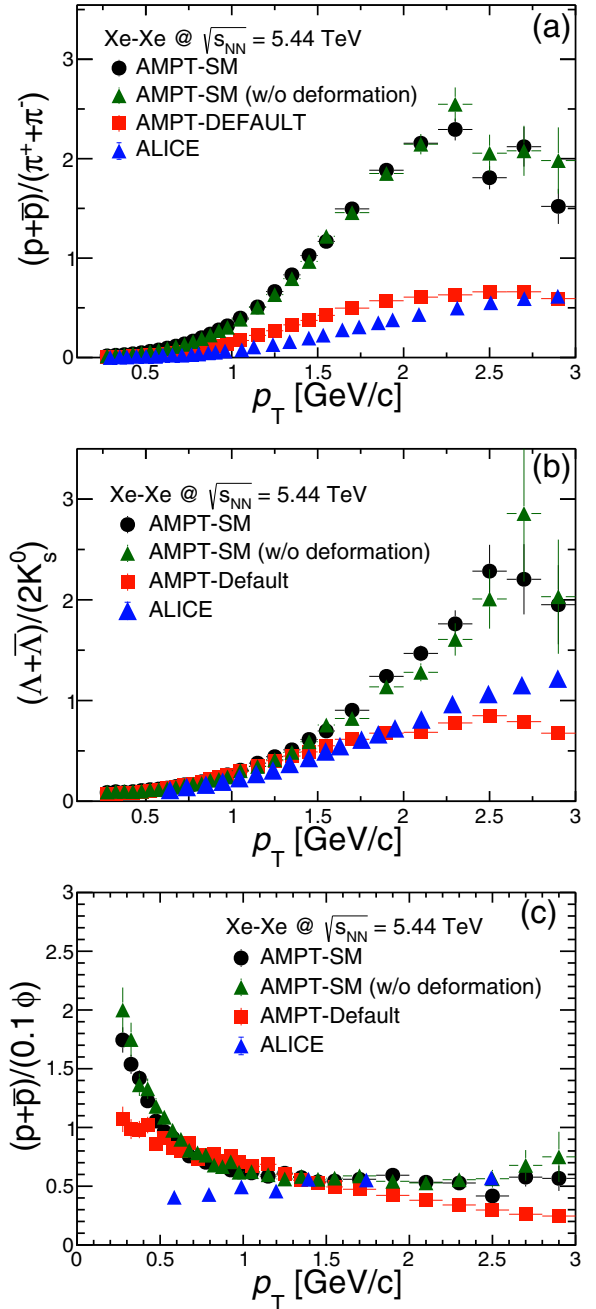 (a)
Xe-Xe @ √sNN = 5.44 TeV
AMPT-SM
AMPT-SM (w/o deformation)
AMPT-DEFAULT
ALICE
(p+p̅)/(π⁺+π⁻)
3
2
1
0
0.5
1
1.5
2
2.5
3
pT [GeV/c]
(b)
Xe-Xe @ √sNN = 5.44 TeV
AMPT-SM
AMPT-SM (w/o deformation)
AMPT-Default
ALICE
(Λ+Λ̅)/(2K⁰s)
3
2
1
0
0.5
1
1.5
2
2.5
3
pT [GeV/c]
(c)
Xe-Xe @ √sNN = 5.44 TeV
AMPT-SM
AMPT-SM (w/o deformation)
AMPT-Default
ALICE
(p+p̅)/(0.1 ϕ)
3
2.5
2
1.5
1
0.5
0
0
0.5
1
1.5
2
2.5
3
pT [GeV/c]